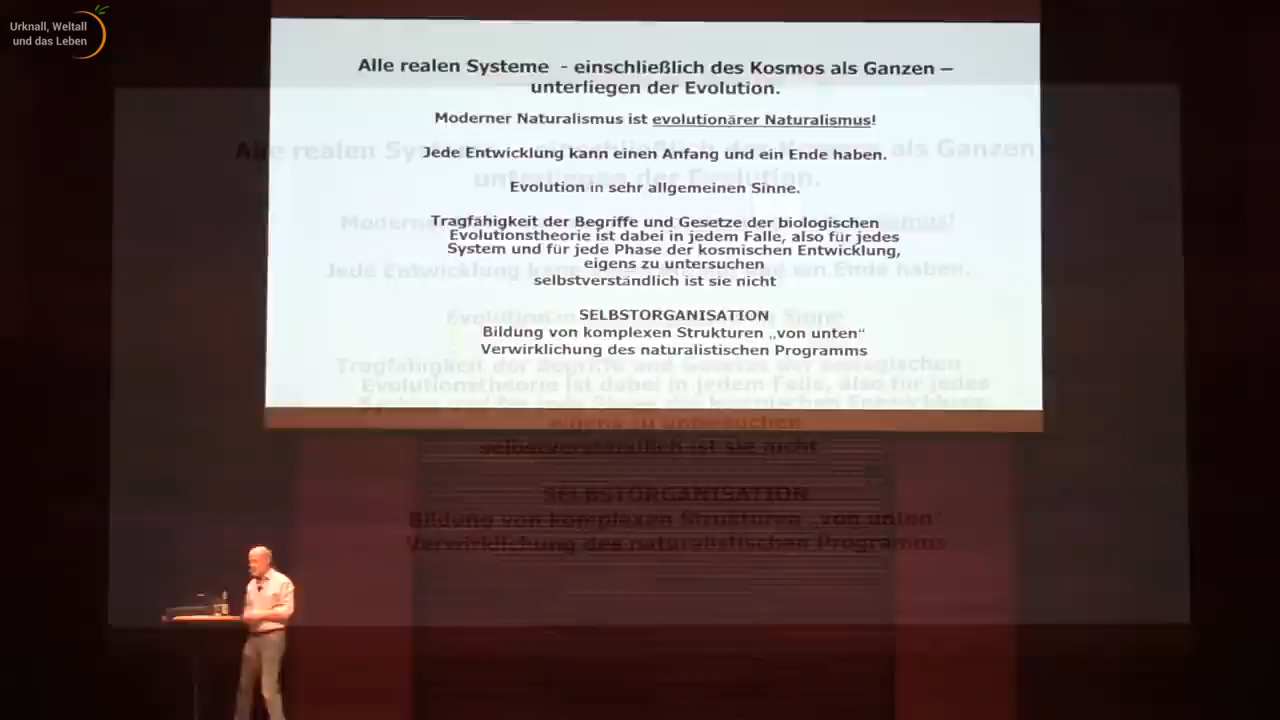 Urknall, Weltall
und das Leben
Alle realen Systeme - einschließlich des Kosmos als Ganzen –
unterliegen der Evolution.
Moderner Naturalismus ist evolutionärer Naturalismus!
Jede Entwicklung kann einen Anfang und ein Ende haben.
Evolution in sehr allgemeinen Sinne.
Tragfähigkeit der Begriffe und Gesetze der biologischen
Evolutionstheorie ist dabei in jedem Falle, also für jedes
System und für jede Phase der kosmischen Entwicklung,
eigens zu untersuchen
selbstverständlich ist sie nicht
SELBSTORGANISATION
Bildung von komplexen Strukturen „von unten“
Verwirklichung des naturalistischen Programms